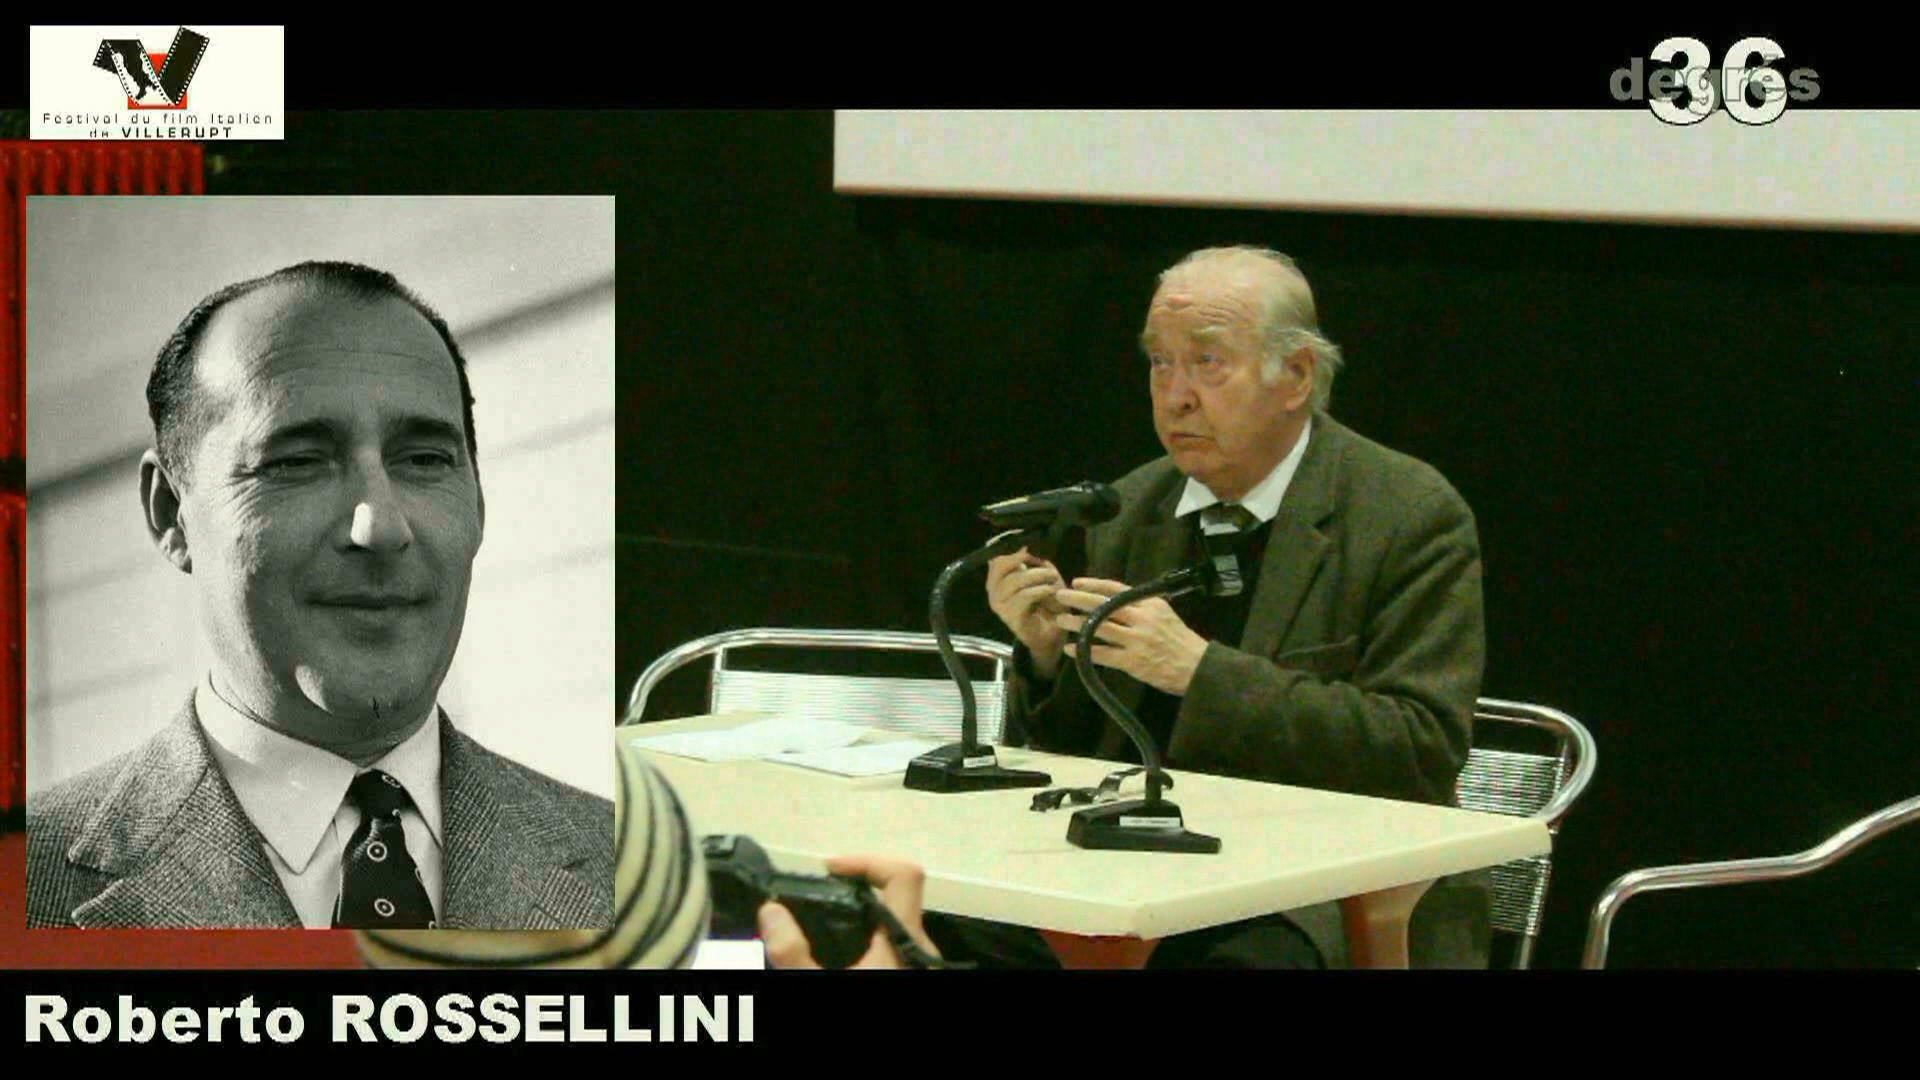 Festival du film Italien
de VILLERUPT
36
degrés
Roberto ROSSELLINI